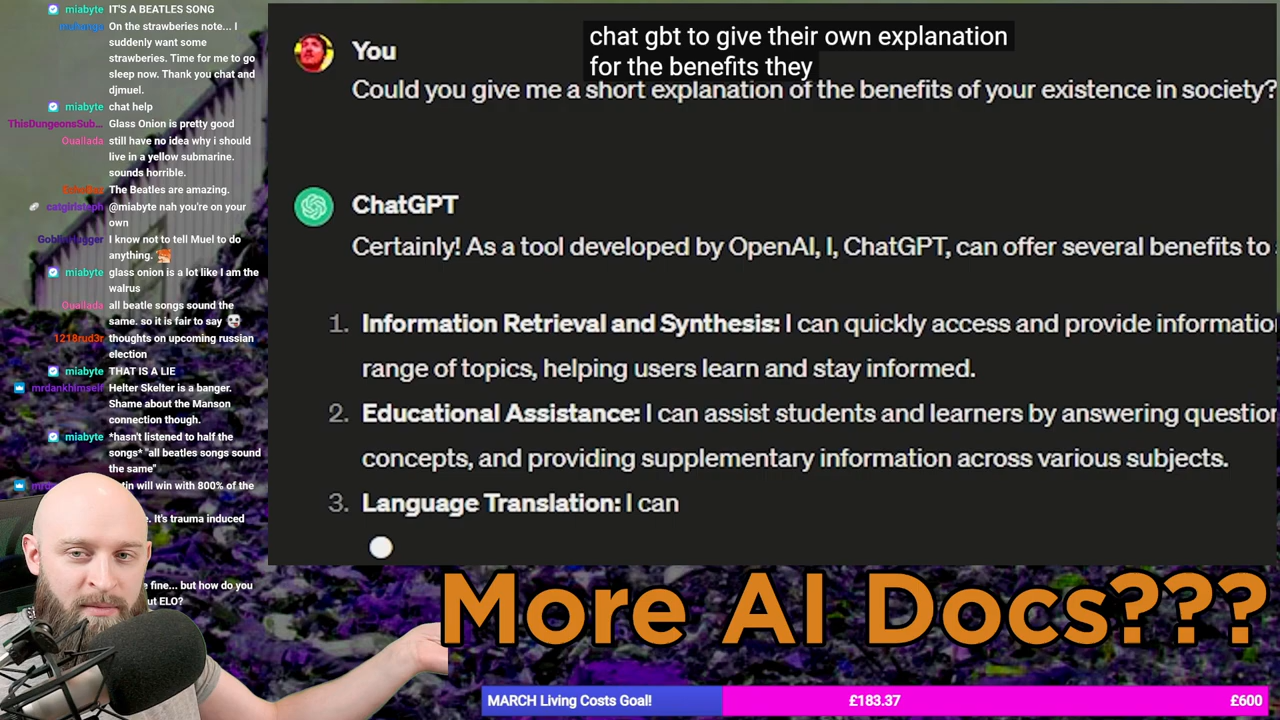 miabyte IT'S A BEATLES SONG
On the strawberries note... I
suddenly want some
strawberries. Time for me to go
sleep now. Thank you chat and
djmuel.
miabyte chat help
ThisDungeonsSub... Glass Onion is pretty good
Ouallada still have no idea why i should
live in a yellow submarine.
sounds horrible.
The Beatles are amazing.
catgirlsteph @miabyte nah you're on your
own
I know not to tell Muel to do
anything.
miabyte glass onion is a lot like I am the
walrus
Ouallada all beatle songs sound the
same. so it is fair to say
1218rud3r thoughts on upcoming russian
election
miabyte THAT IS A LIE
mrdankhimself Helter Skelter is a banger.
Shame about the Manson
connection though.
miabyte *hasn't listened to half the
songs* "all beatles songs sound
the same"
will win with 800% of the
It's trauma induced
fine... but how do you
ELO?
chat gbt to give their own explanation
for the benefits they
You
Could you give me a short explanation of the benefits of your existence in society?
ChatGPT
Certainly! As a tool developed by OpenAI, I, ChatGPT, can offer several benefits to
1. Information Retrieval and Synthesis: I can quickly access and provide informatio
range of topics, helping users learn and stay informed.
2. Educational Assistance: I can assist students and learners by answering question
concepts, and providing supplementary information across various subjects.
3. Language Translation: I can
More AI Docs???
MARCH Living Costs Goal! £183.37 £600